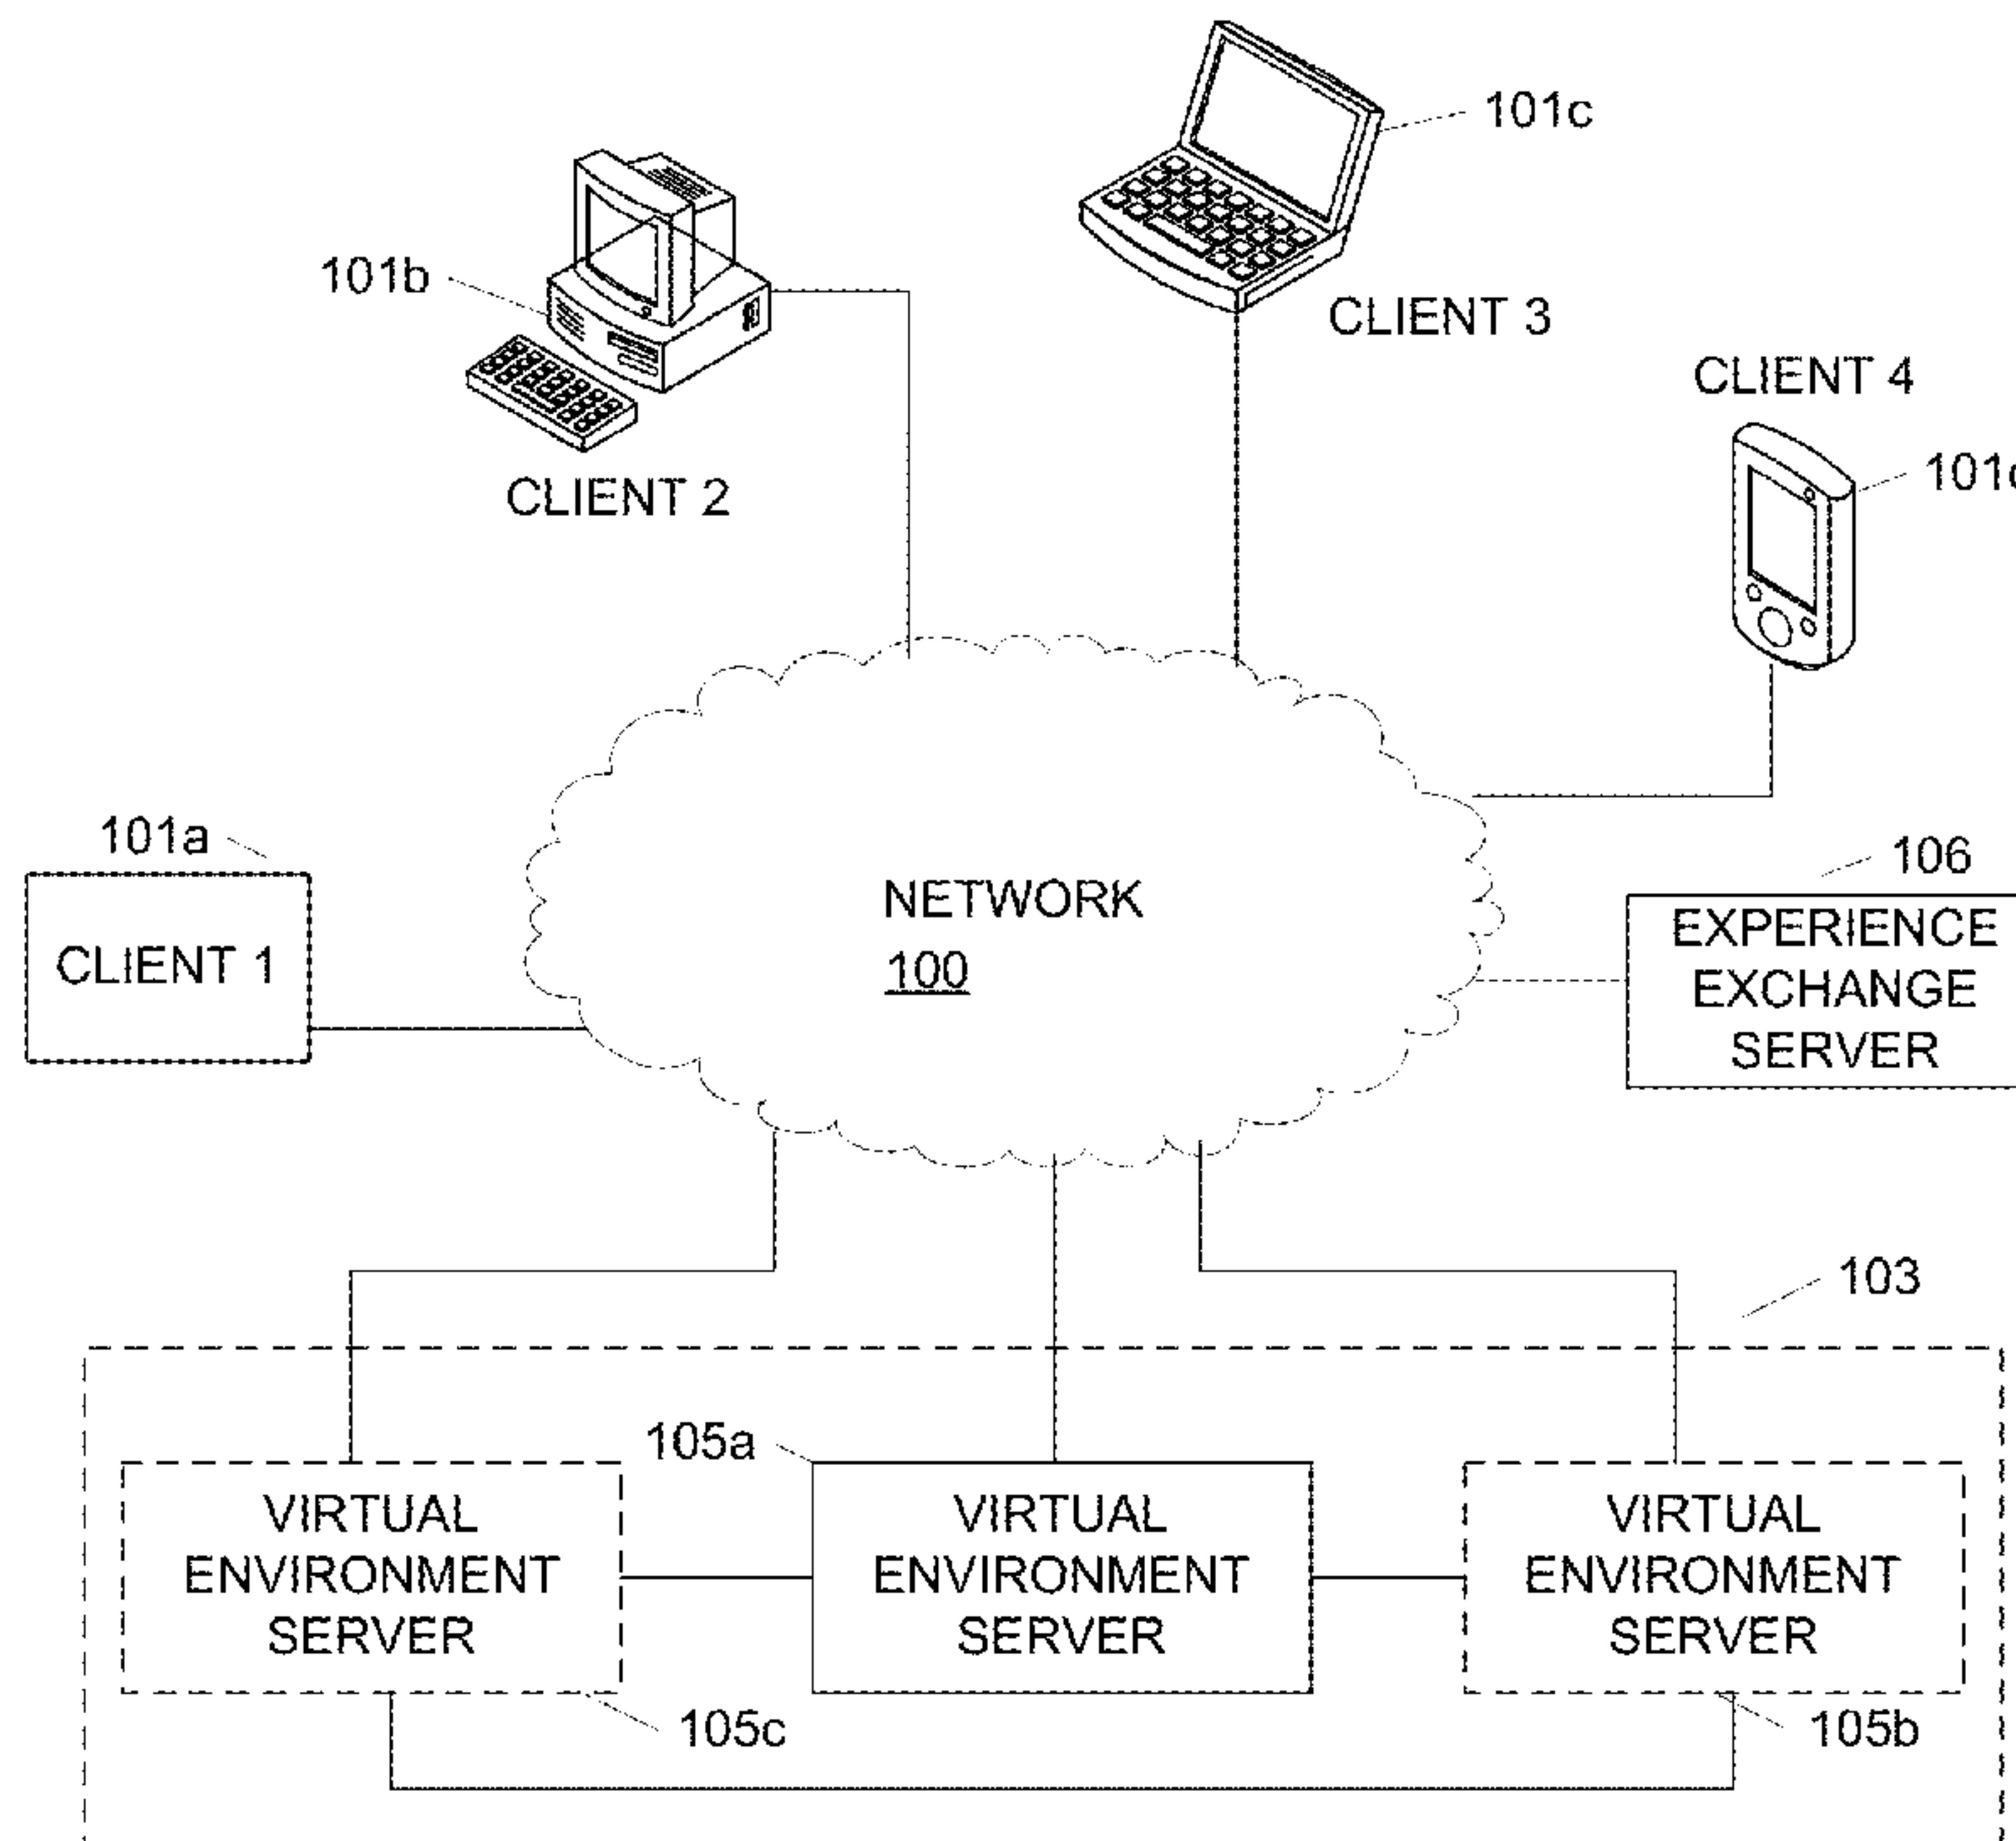 101c
101b
CLIENT 3
CLIENT 4
CLIENT 2
101a
106
NETWORK
100
CLIENT 1
EXPERIENCE
EXCHANGE
SERVER
103
105a
VIRTUAL
ENVIRONMENT
SERVER
VIRTUAL
ENVIRONMENT
SERVER
VIRTUAL
ENVIRONMENT
SERVER
105c
105b